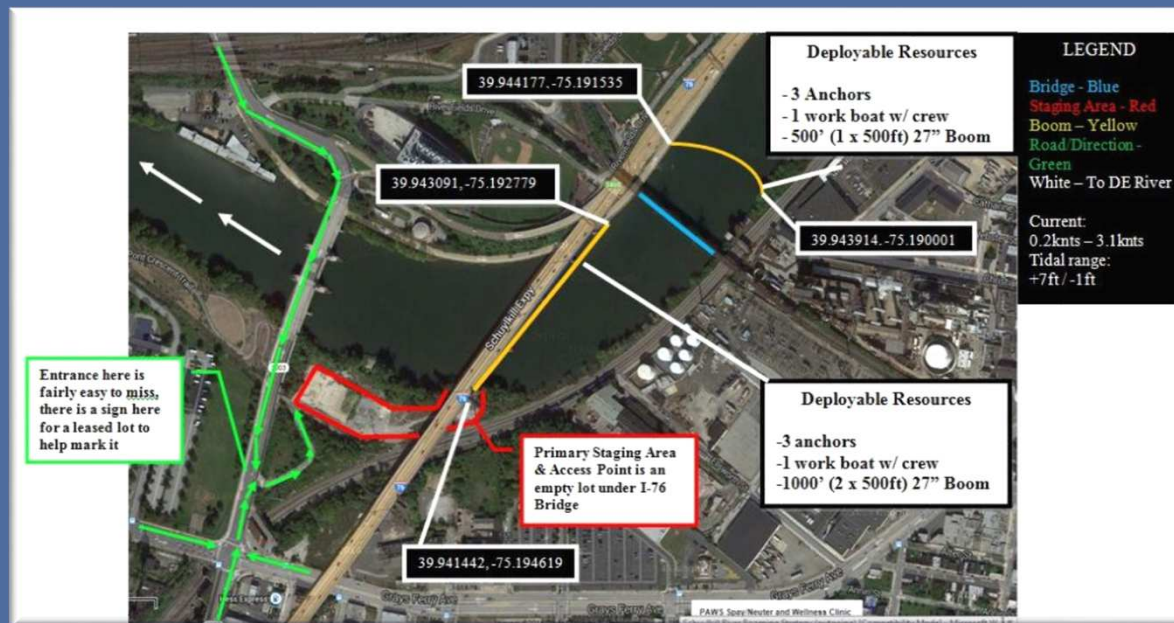 39.944177,-75.191535
Deployable Resources
- 3 Anchors
- 1 work boat w/ crew
- 500' (1 x 500ft) 27" Boom
LEGEND
Bridge - Blue
Staging Area - Red
Boom – Yellow
Road/Direction -
Green
White – To DE River
Current:
0.2knts – 3.1knts
Tidal range:
+7ft / -1ft
39.943091,-75.192779
39.943914.-75.190001
Schuylkill Expy
Entrance here is
fairly easy to miss,
there is a sign here
for a leased lot to
help mark it
Primary Staging Area
& Access Point is an
empty lot under I-76
Bridge
Deployable Resources
-3 anchors
-1 work boat w/ crew
-1000' (2 x 500ft) 27" Boom
39.941442,-75.194619
Grays Ferry Ave
Grays Ferry Ave
PAWS Spay/Neuter and Wellness Clinic